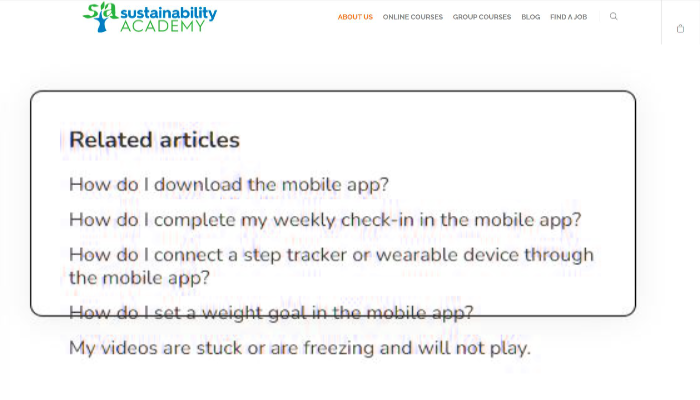 sa sustainability
ACADEMY
ABOUT US ONLINE COURSES GROUP COURSES BLOG FIND A JOB
Related articles
How do I download the mobile app?
How do I complete my weekly check-in in the mobile app?
How do I connect a step tracker or wearable device through
the mobile app?
How do I set a weight goal in the mobile app?
My videos are stuck or are freezing and will not play.